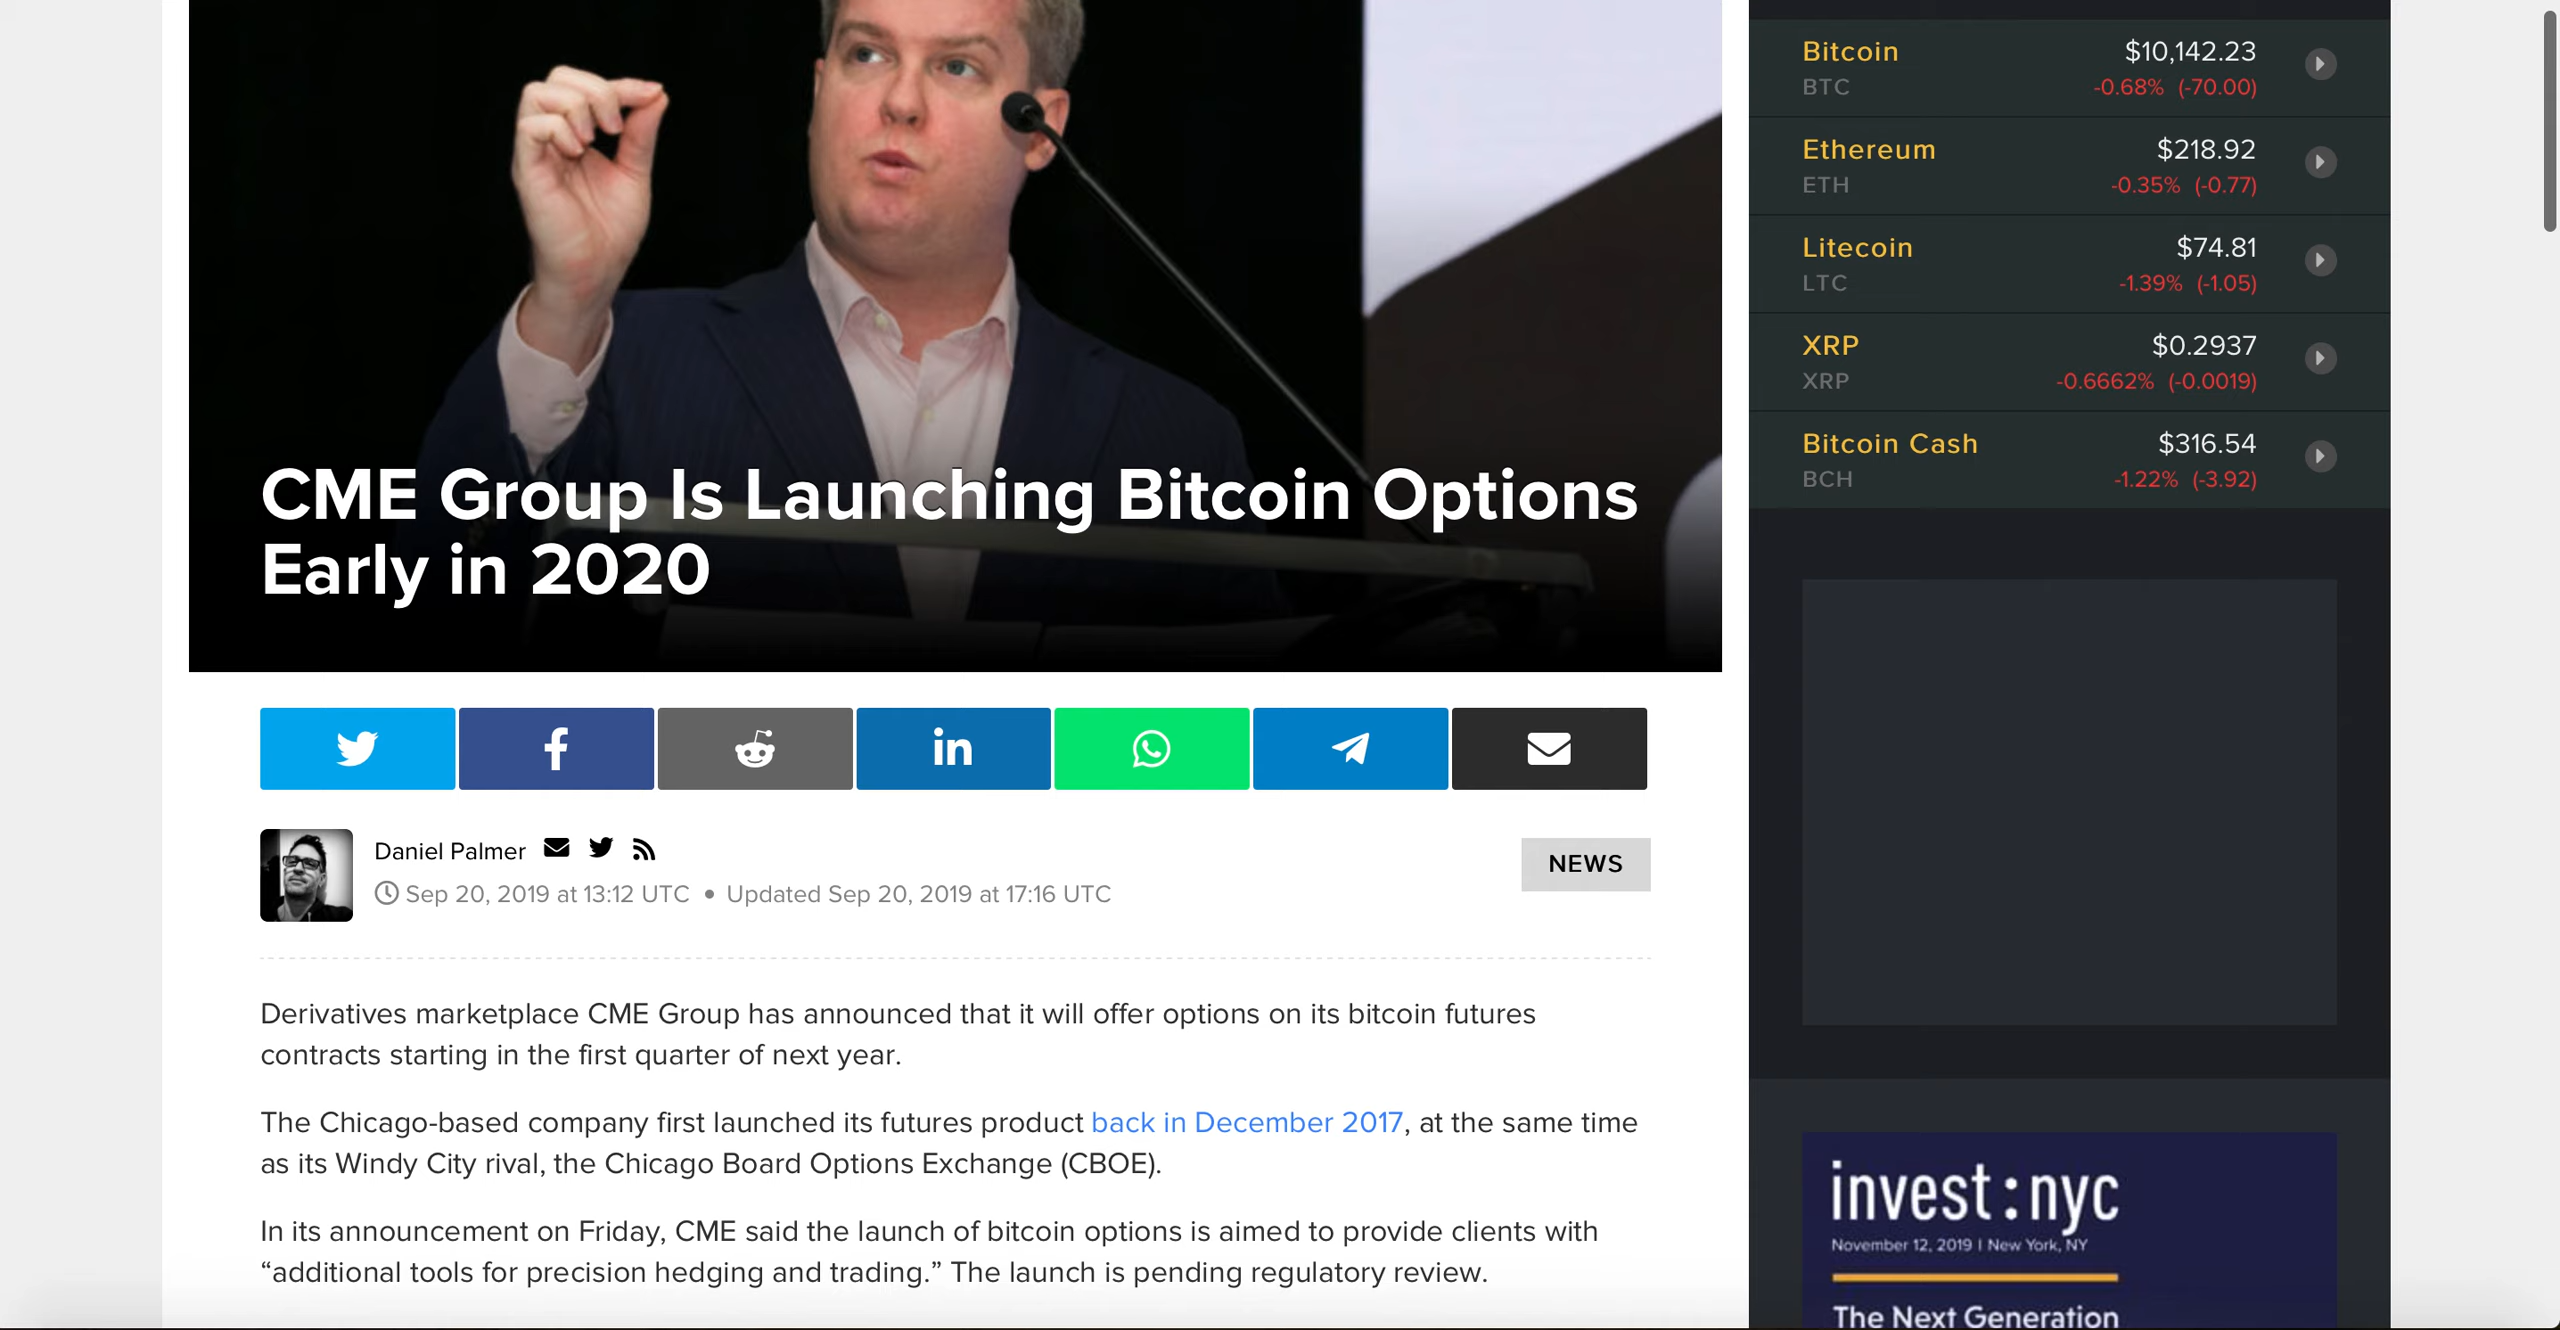 CME Group Is Launching Bitcoin Options
Early in 2020
Daniel Palmer
Sep 20, 2019 at 13:12 UTC • Updated Sep 20, 2019 at 17:16 UTC
NEWS
Derivatives marketplace CME Group has announced that it will offer options on its bitcoin futures
contracts starting in the first quarter of next year.
The Chicago-based company first launched its futures product back in December 2017, at the same time
as its Windy City rival, the Chicago Board Options Exchange (CBOE).
In its announcement on Friday, CME said the launch of bitcoin options is aimed to provide clients with
“additional tools for precision hedging and trading.” The launch is pending regulatory review.
Bitcoin $10,142.23
BTC -0.68% (-70.00)
Ethereum $218.92
ETH -0.35% (-0.77)
Litecoin $74.81
LTC -1.39% (-1.05)
XRP $0.2937
XRP -0.6662% (-0.0019)
Bitcoin Cash $316.54
BCH -1.22% (-3.92)
invest:nyc
November 12, 2019 | New York, NY
The Next Generation